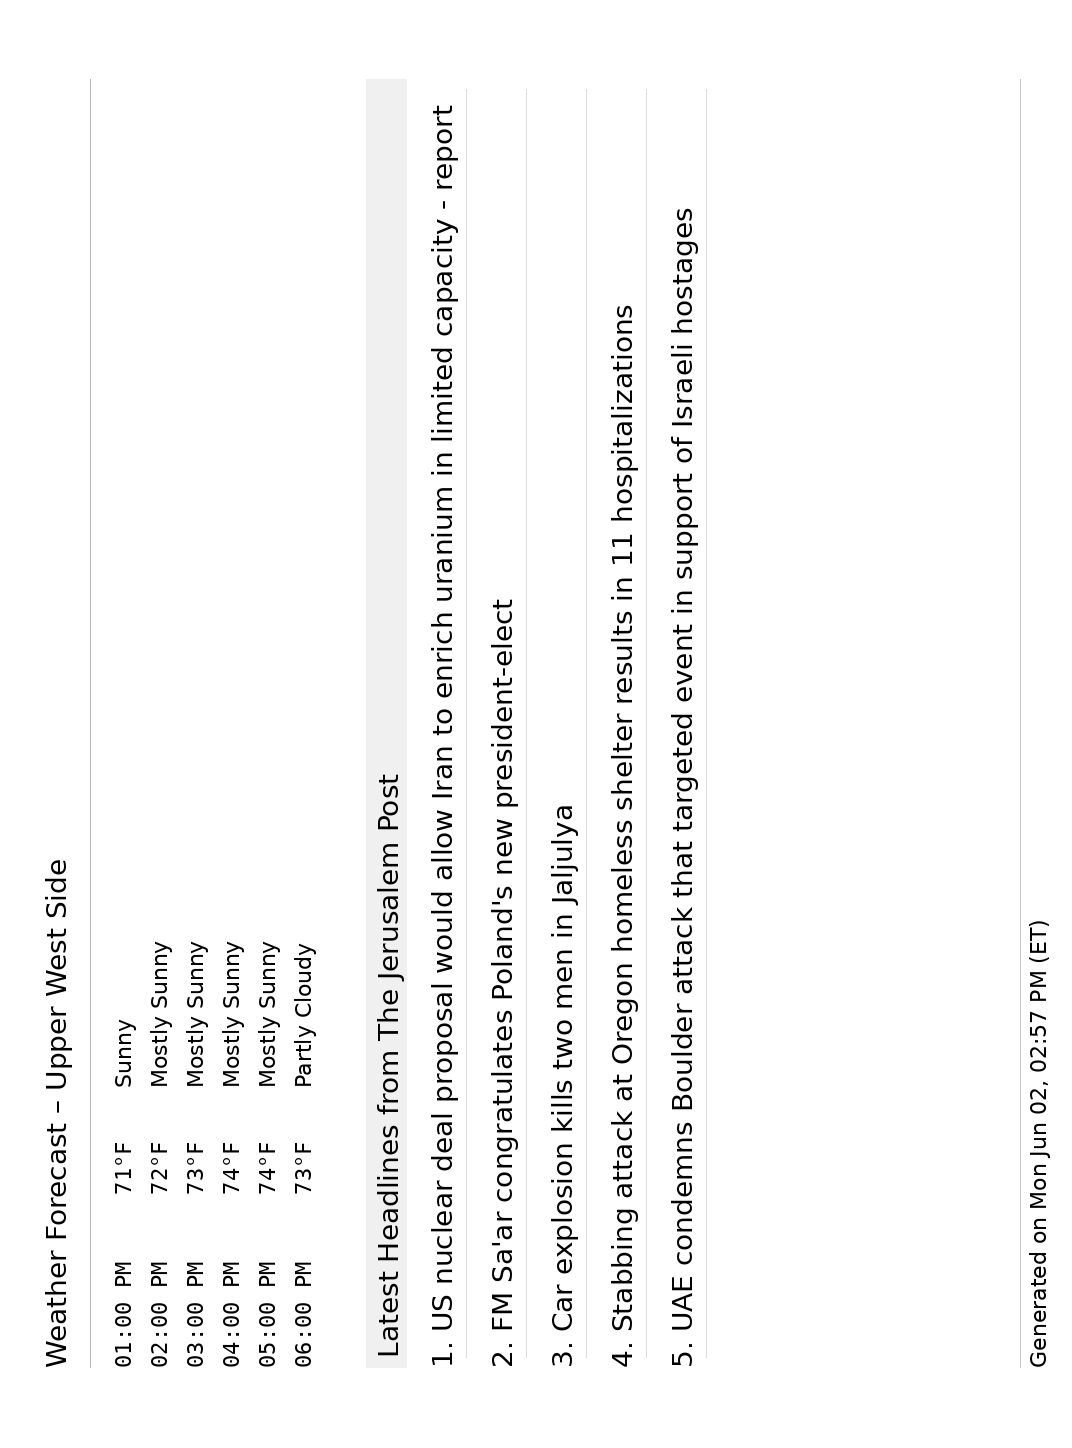 Weather Forecast – Upper West Side
01:00 PM 71°F Sunny
02:00 PM 72°F Mostly Sunny
03:00 PM 73°F Mostly Sunny
04:00 PM 74°F Mostly Sunny
05:00 PM 74°F Mostly Sunny
06:00 PM 73°F Partly Cloudy
Latest Headlines from The Jerusalem Post
1. US nuclear deal proposal would allow Iran to enrich uranium in limited capacity - report
2. FM Sa'ar congratulates Poland's new president-elect
3. Car explosion kills two men in Jaljulya
4. Stabbing attack at Oregon homeless shelter results in 11 hospitalizations
5. UAE condemns Boulder attack that targeted event in support of Israeli hostages
Generated on Mon Jun 02, 02:57 PM (ET)